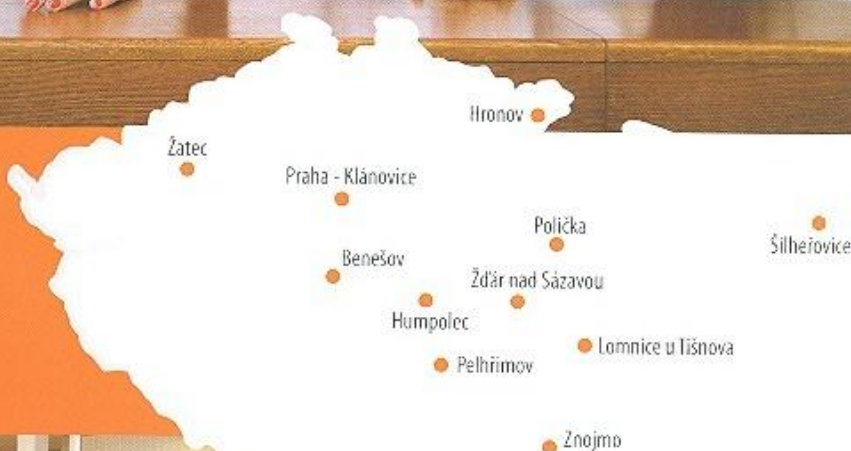 Hronov
Žatec
Praha - Klánovice
Polička
Šilheřovice
Benešov
Žďár nad Sázavou
Humpolec
Lomnice u Tišnova
Pelhřimov
Znojmo